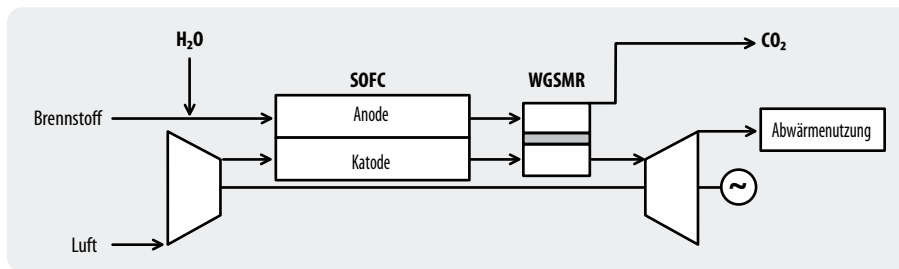 H₂O
SOFC
WGSMR
CO₂
Brennstoff
Anode
Abwärmenutzung
Katode
~
Luft